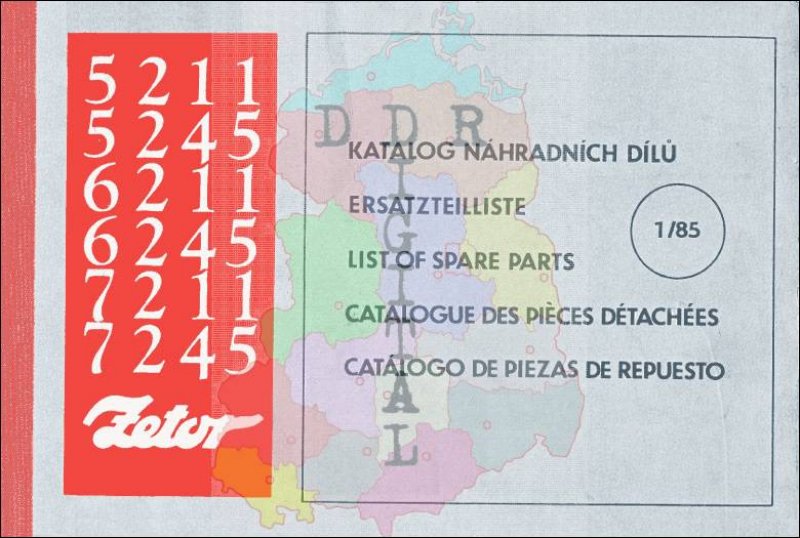 5211
5245
6211
6245
7211
7245
Zetor
DDR
DIGITAL
KATALOG NÁHRADNÍCH DÍLŮ
ERSATZTEILLISTE
LIST OF SPARE PARTS
CATALOGUE DES PIÈCES DÉTACHÉES
CATÁLOGO DE PIEZAS DE REPUESTO
1/85